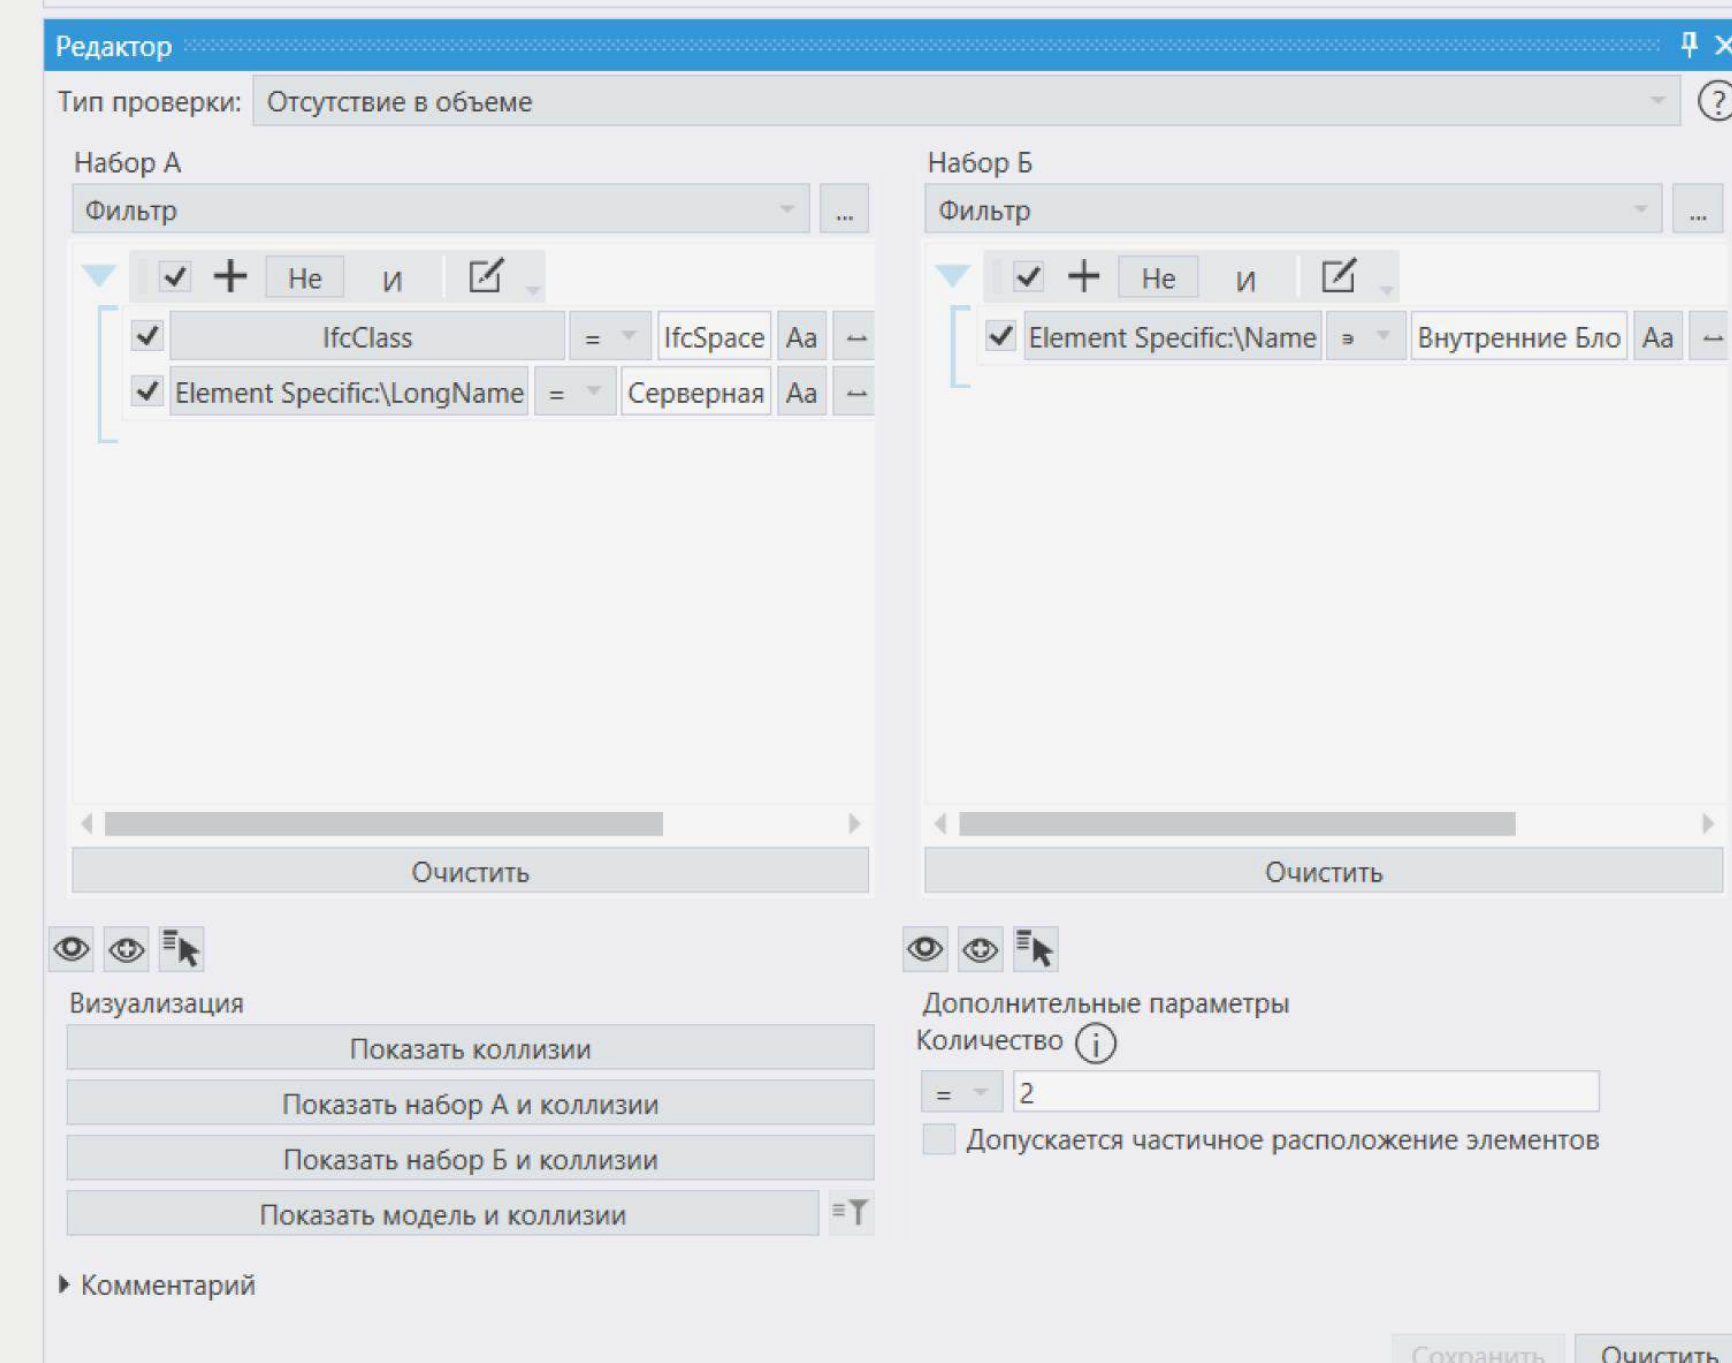 Редактор
Тип проверки: Отсутствие в объеме
Набор А
Фильтр
...
Не И
IfcClass = IfcSpace Aa
Element Specific:\LongName = Серверная Aa
Очистить
Набор Б
Фильтр
...
Не И
Element Specific:\Name э Внутренние Бло Aa
Очистить
Визуализация
Показать коллизии
Показать набор А и коллизии
Показать набор Б и коллизии
Показать модель и коллизии
Дополнительные параметры
Количество i
= 2
Допускается частичное расположение элементов
Комментарий
Сохранить Очистить